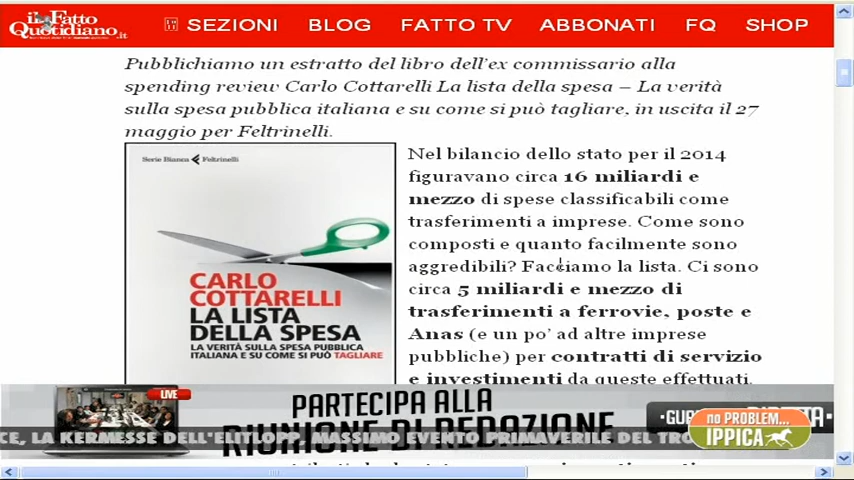 il Fatto Quotidiano.it
SEZIONI BLOG FATTO TV ABBONATI FQ SHOP
Pubblichiamo un estratto del libro dell'ex commissario alla
spending review Carlo Cottarelli La lista della spesa – La verità
sulla spesa pubblica italiana e su come si può tagliare, in uscita il 27
maggio per Feltrinelli.
Serie Bianca Feltrinelli
CARLO
COTTARELLI
LA LISTA
DELLA SPESA
LA VERITÀ SULLA SPESA PUBBLICA
ITALIANA E SU COME SI PUÒ TAGLIARE
Nel bilancio dello stato per il 2014
figuravano circa 16 miliardi e
mezzo di spese classificabili come
trasferimenti a imprese. Come sono
composti e quanto facilmente sono
aggredibili? Facciamo la lista. Ci sono
circa 5 miliardi e mezzo di
trasferimenti a ferrovie, poste e
Anas (e un po' ad altre imprese
pubbliche) per contratti di servizio
e investimenti da queste effettuati.
LIVE
PARTECIPA ALLA
RIUNIONE DI REDAZIONE
no PROBLEM...
IPPICA
CE, LA KERMESSE DELL'ELITLOPP, MASSIMO EVENTO PRIMAVERILE DEL TRO